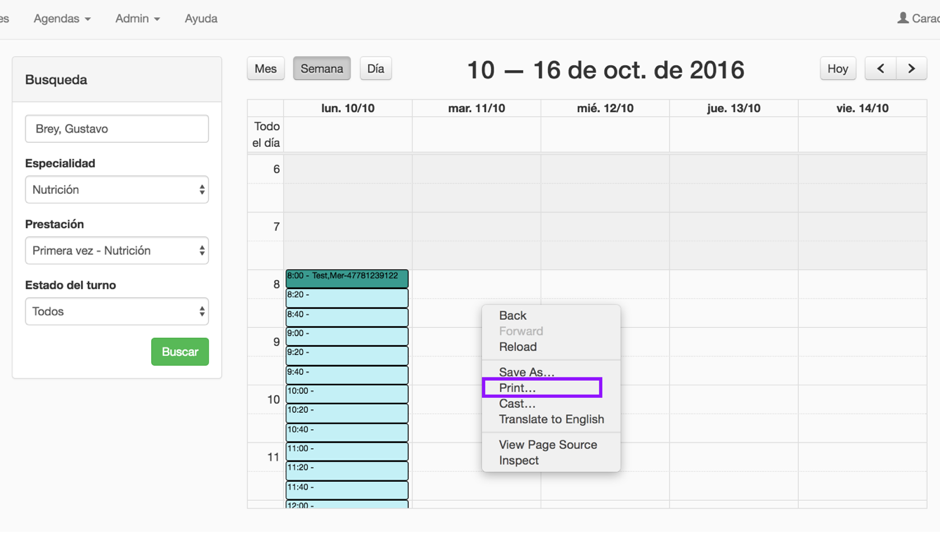 es Agendas Admin Ayuda Carac
Busqueda
Brey, Gustavo
Especialidad
Nutrición
Prestación
Primera vez - Nutrición
Estado del turno
Todos
Buscar
Mes Semana Día
10 — 16 de oct. de 2016
Hoy
lun. 10/10 mar. 11/10 mié. 12/10 jue. 13/10 vie. 14/10
Todo
el día
6
7
8
8:00 - Test,Mer-47781239122
8:20 -
8:40 -
9
9:00 -
9:20 -
9:40 -
10
10:00 -
10:20 -
10:40 -
11
11:00 -
11:20 -
11:40 -
12:00 -
Back
Forward
Reload
Save As...
Print...
Cast...
Translate to English
View Page Source
Inspect